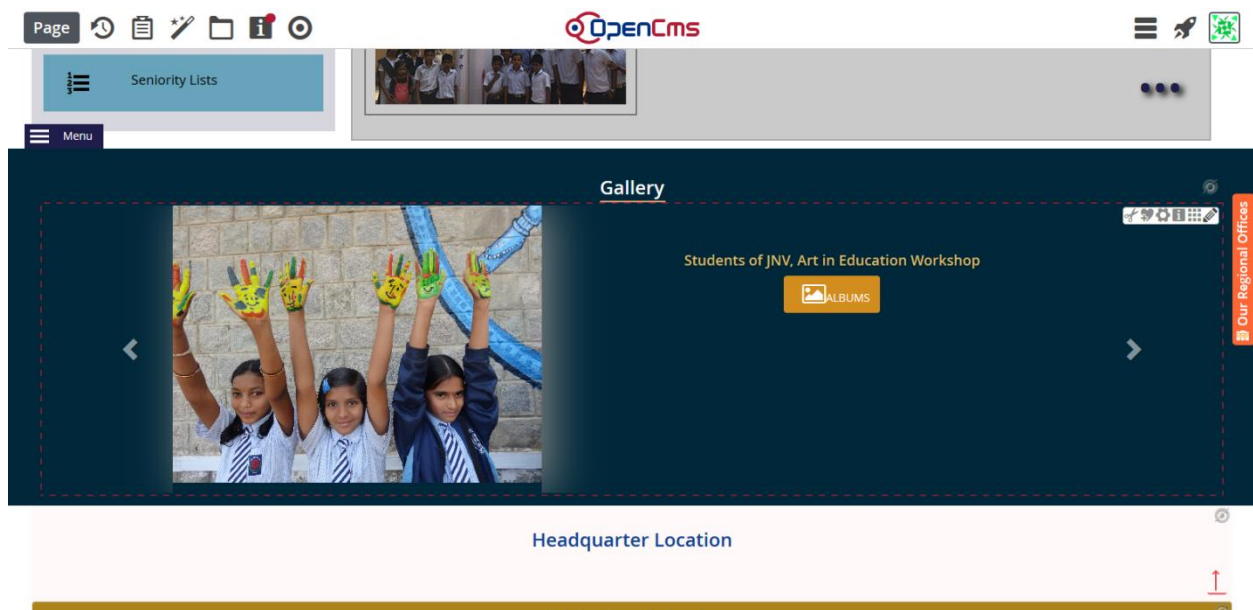 Page
OpenCms
Seniority Lists
Menu
Gallery
Students of JNV, Art in Education Workshop
ALBUMS
Our Regional Offices
Headquarter Location